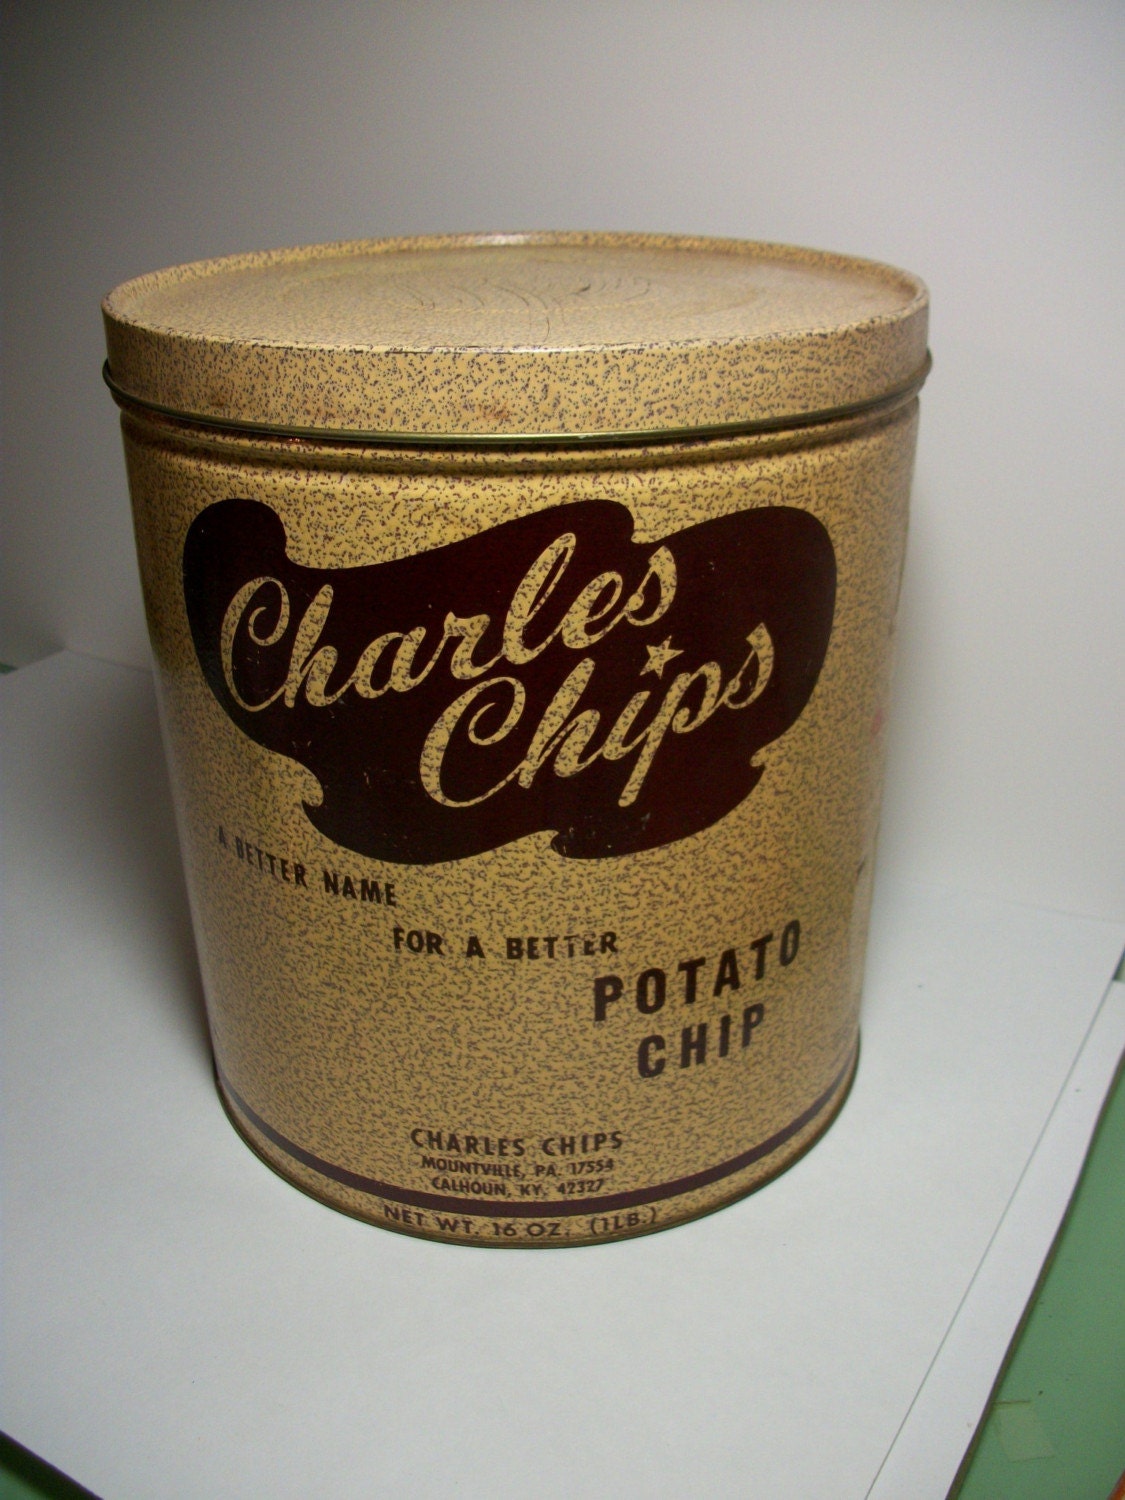 Charles
Chips
A BETTER NAME
FOR A BETTER
POTATO
CHIP
CHARLES CHIPS
MOUNTVILLE, PA. 17554
CALHOUN, KY. 42327
NET WT. 16 OZ. (1LB.)